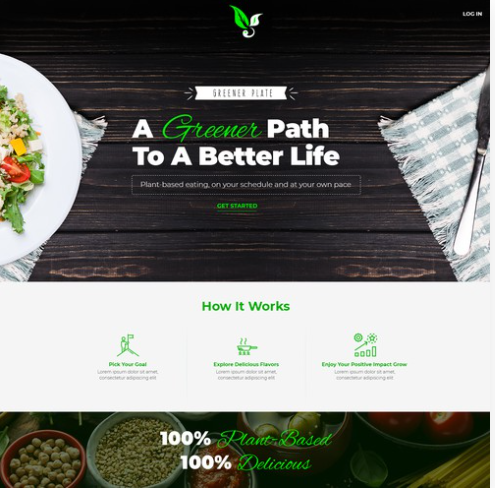 LOG IN
GREENER PLATE
A Greener Path
To A Better Life
Plant-based eating, on your schedule and at your own pace
GET STARTED
How It Works
Pick Your Goal
Lorem ipsum dolor sit amet,
consectetur adipiscing elit
Explore Delicious Flavors
Lorem ipsum dolor sit amet,
consectetur adipiscing elit
Enjoy Your Positive Impact Grow
Lorem ipsum dolor sit amet,
consectetur adipiscing elit
100% Plant-Based
100% Delicious